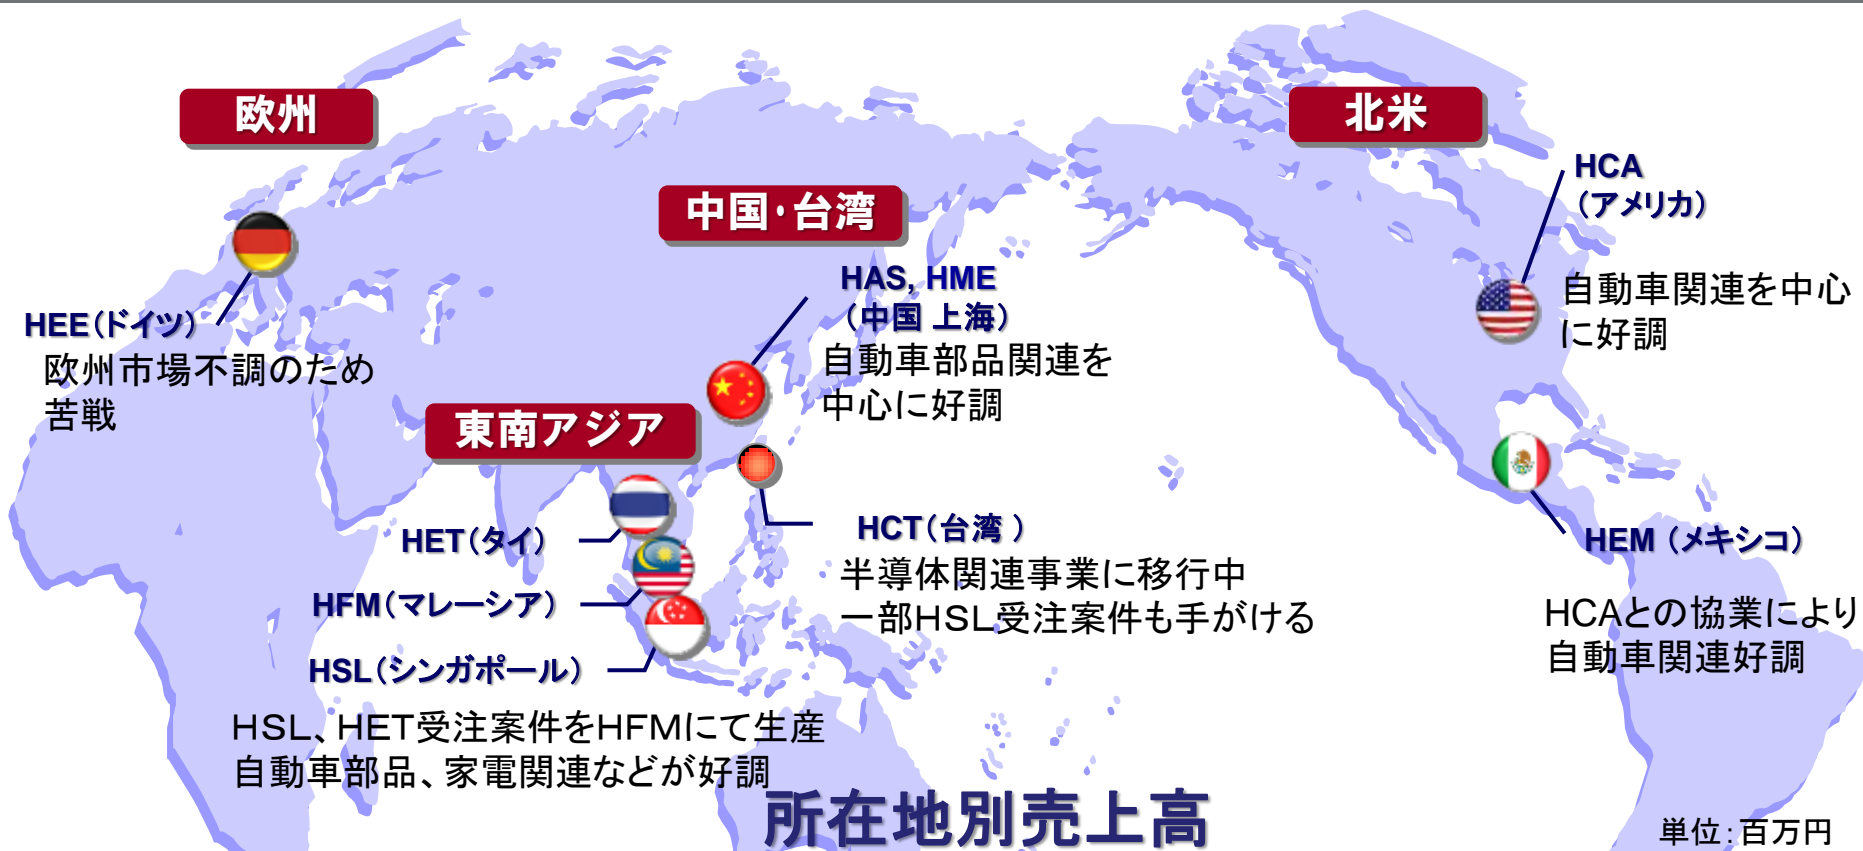 欧州
北米
HCA
（アメリカ）
中国･台湾
自動車関連を中心
に好調
HAS, HME
（中国 上海）
自動車部品関連を
中心に好調
HEE（ドイツ）
欧州市場不調のため
苦戦
東南アジア
HET（タイ）
HFM（マレーシア）
HSL（シンガポール）
HSL、HET受注案件をHFMにて生産
自動車部品、家電関連などが好調
HCT（台湾 ）
半導体関連事業に移行中
一部HSL受注案件も手がける
HEM （メキシコ）
HCAとの協業により
自動車関連好調
所在地別売上高
単位：百万円